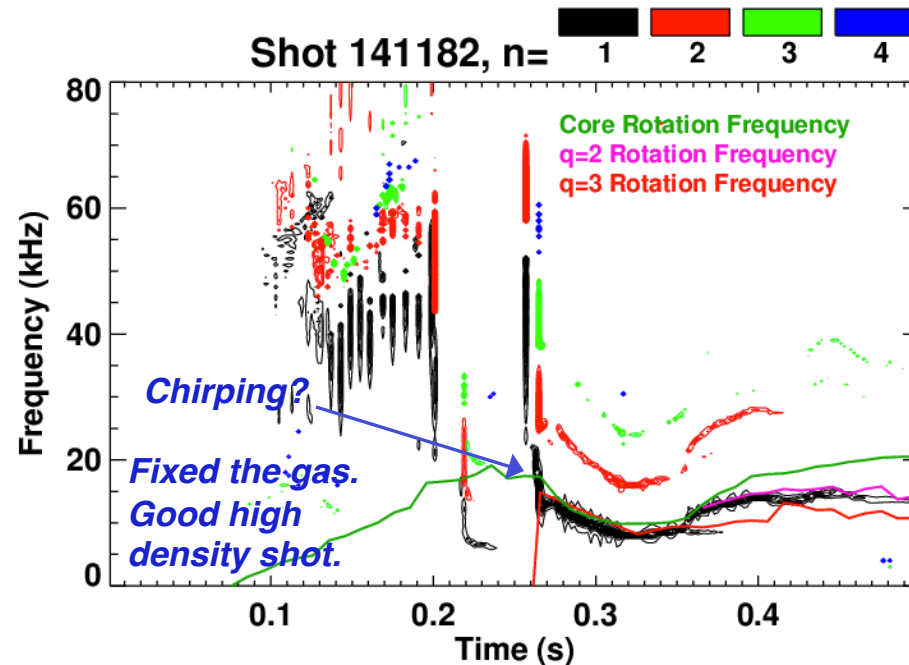 Shot 141182, n=
1 2 3 4
80
60
40
20
0
Frequency (kHz)
Core Rotation Frequency
q=2 Rotation Frequency
q=3 Rotation Frequency
Chirping?
Fixed the gas.
Good high
density shot.
0.1 0.2 0.3 0.4
Time (s)